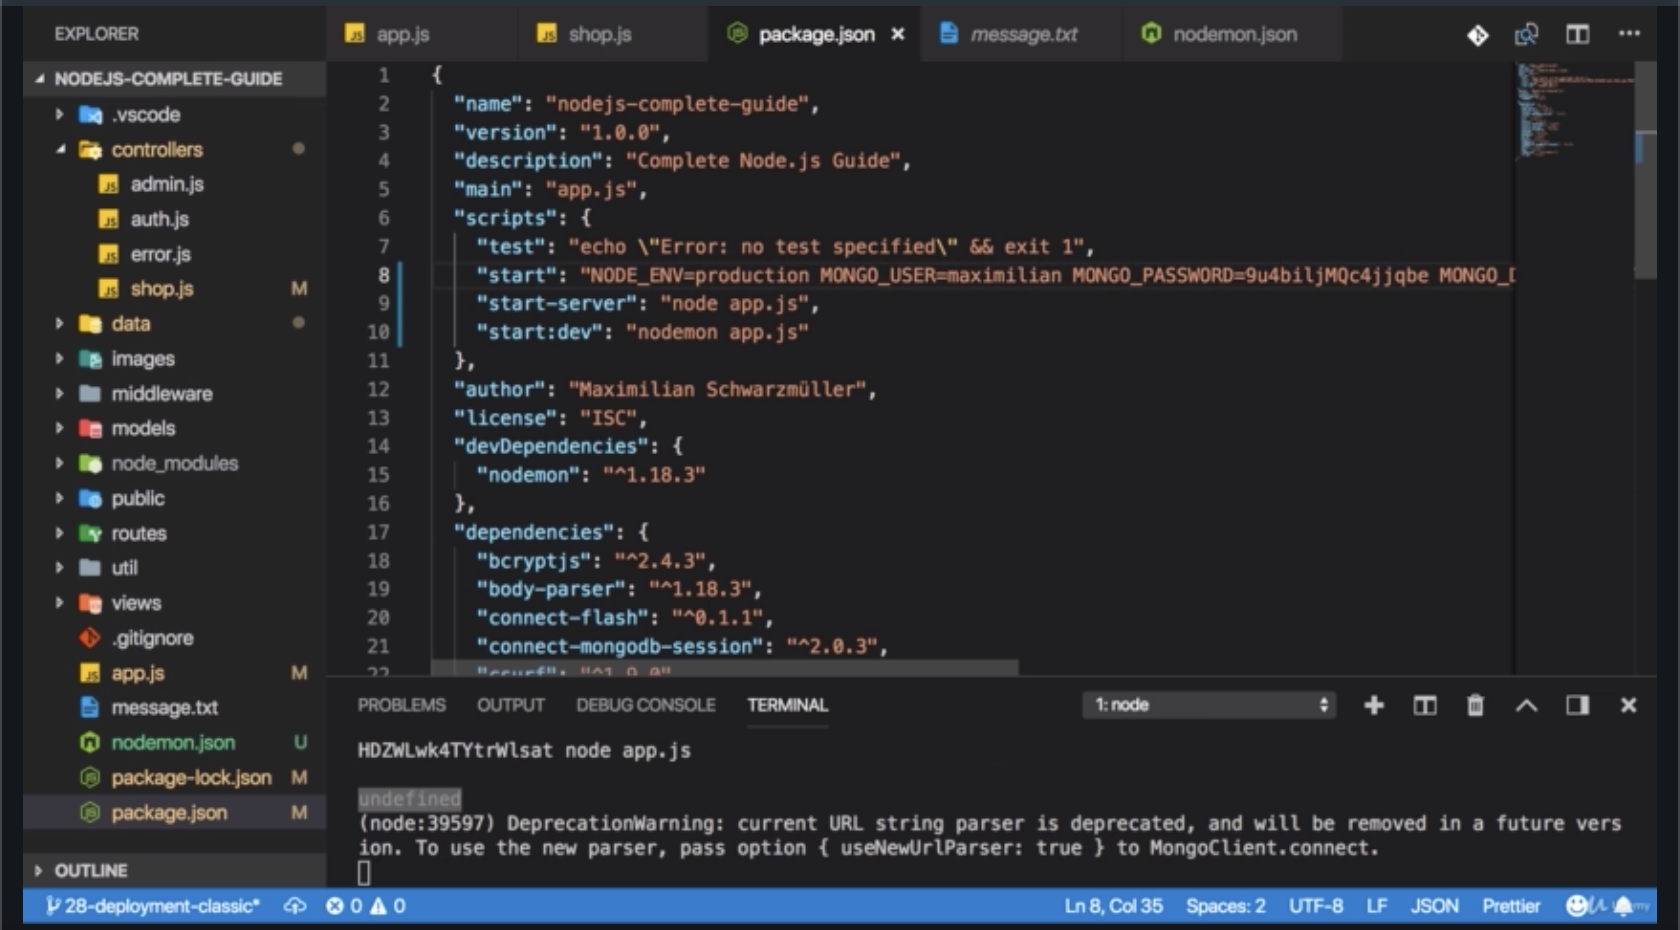 EXPLORER
NODEJS-COMPLETE-GUIDE
.vscode
controllers
admin.js
auth.js
error.js
shop.js M
data
images
middleware
models
node_modules
public
routes
util
views
.gitignore
app.js M
message.txt
nodemon.json U
package-lock.json M
package.json M
OUTLINE
app.js shop.js package.json × message.txt nodemon.json
1 {
2 "name": "nodejs-complete-guide",
3 "version": "1.0.0",
4 "description": "Complete Node.js Guide",
5 "main": "app.js",
6 "scripts": {
7 "test": "echo \"Error: no test specified\" && exit 1",
8 "start": "NODE_ENV=production MONGO_USER=maximilian MONGO_PASSWORD=9u4biljMQc4jjqbe MONGO_D
9 "start-server": "node app.js",
10 "start:dev": "nodemon app.js"
11 },
12 "author": "Maximilian Schwarzmüller",
13 "license": "ISC",
14 "devDependencies": {
15 "nodemon": "^1.18.3"
16 },
17 "dependencies": {
18 "bcryptjs": "^2.4.3",
19 "body-parser": "^1.18.3",
20 "connect-flash": "^0.1.1",
21 "connect-mongodb-session": "^2.0.3",
22 "csurf": "^1.9.0"
PROBLEMS OUTPUT DEBUG CONSOLE TERMINAL 1: node
HDZWLwk4TYtrWlsat node app.js
undefined
(node:39597) DeprecationWarning: current URL string parser is deprecated, and will be removed in a future vers
ion. To use the new parser, pass option { useNewUrlParser: true } to MongoClient.connect.
28-deployment-classic* 0 0 Ln 8, Col 35 Spaces: 2 UTF-8 LF JSON Prettier